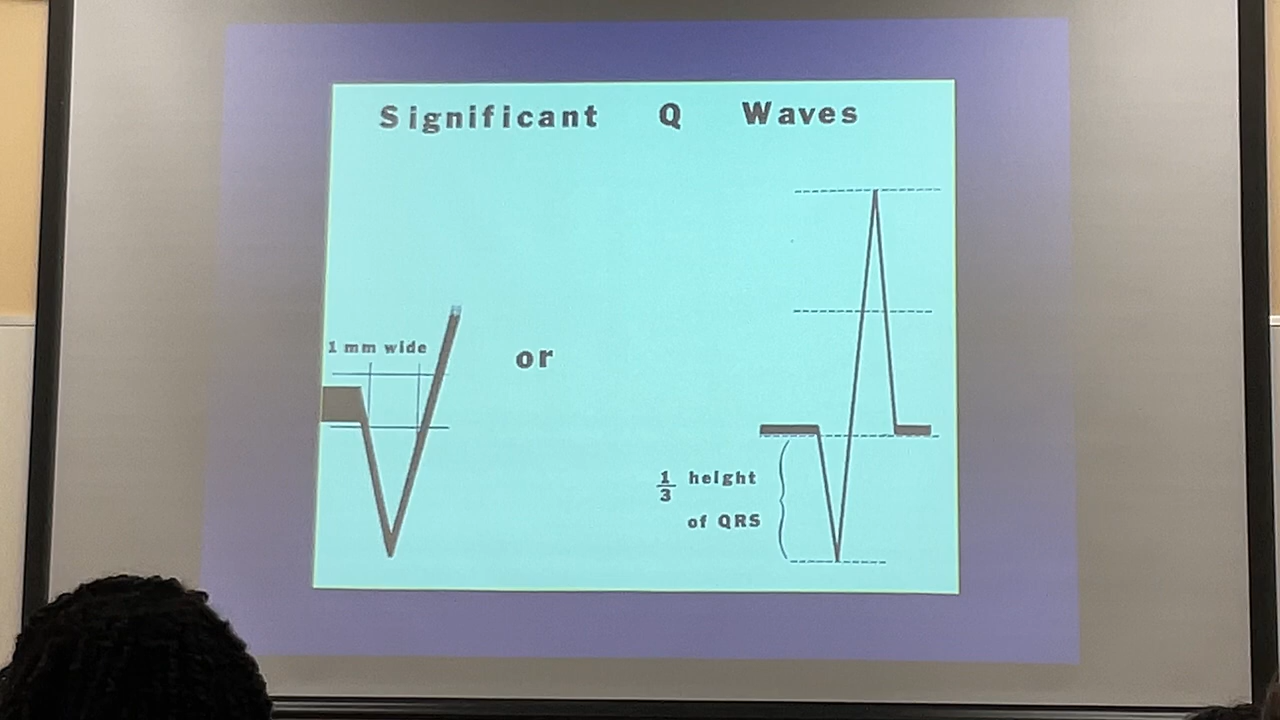 Significant Q Waves
1 mm wide
or
1/3 height
of QRS